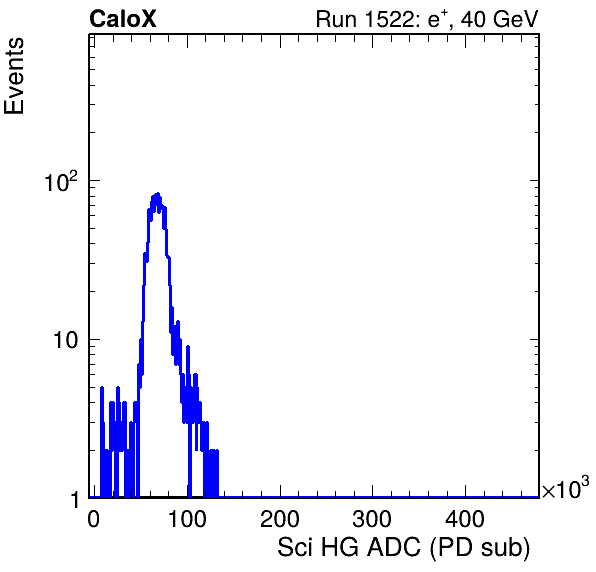 CaloX Run 1522: e⁺, 40 GeV
Events
10²
10
1
0 100 200 300 400 ×10³
Sci HG ADC (PD sub)